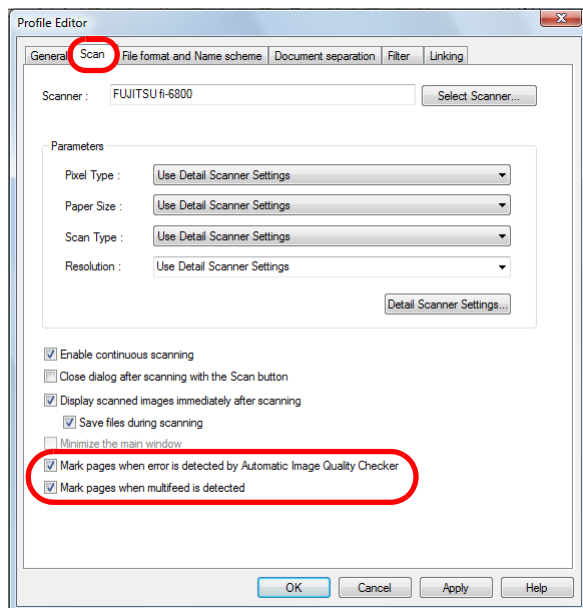 Profile Editor
General Scan File format and Name scheme Document separation Filter Linking
Scanner : FUJITSU fi-6800 Select Scanner...
Parameters
Pixel Type : Use Detail Scanner Settings
Paper Size : Use Detail Scanner Settings
Scan Type : Use Detail Scanner Settings
Resolution : Use Detail Scanner Settings
Detail Scanner Settings...
Enable continuous scanning
Close dialog after scanning with the Scan button
Display scanned images immediately after scanning
Save files during scanning
Minimize the main window
Mark pages when error is detected by Automatic Image Quality Checker
Mark pages when multifeed is detected
OK Cancel Apply Help